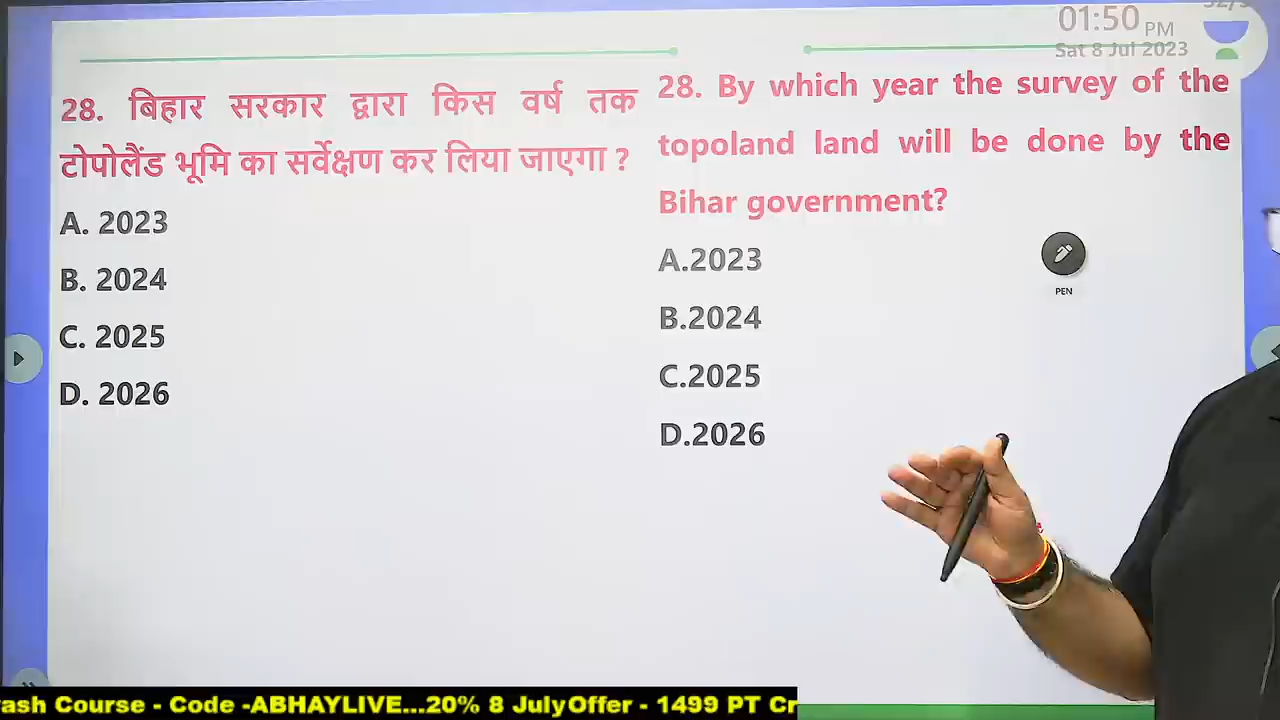 01:50 PM
Sat 8 Jul 2023
28. बिहार सरकार द्वारा किस वर्ष तक
टोपोलैंड भूमि का सर्वेक्षण कर लिया जाएगा ?
A. 2023
B. 2024
C. 2025
D. 2026
28. By which year the survey of the
topoland land will be done by the
Bihar government?
A.2023
B.2024
C.2025
D.2026
PEN
ash Course - Code -ABHAYLIVE...20% 8 JulyOffer - 1499 PT Cr